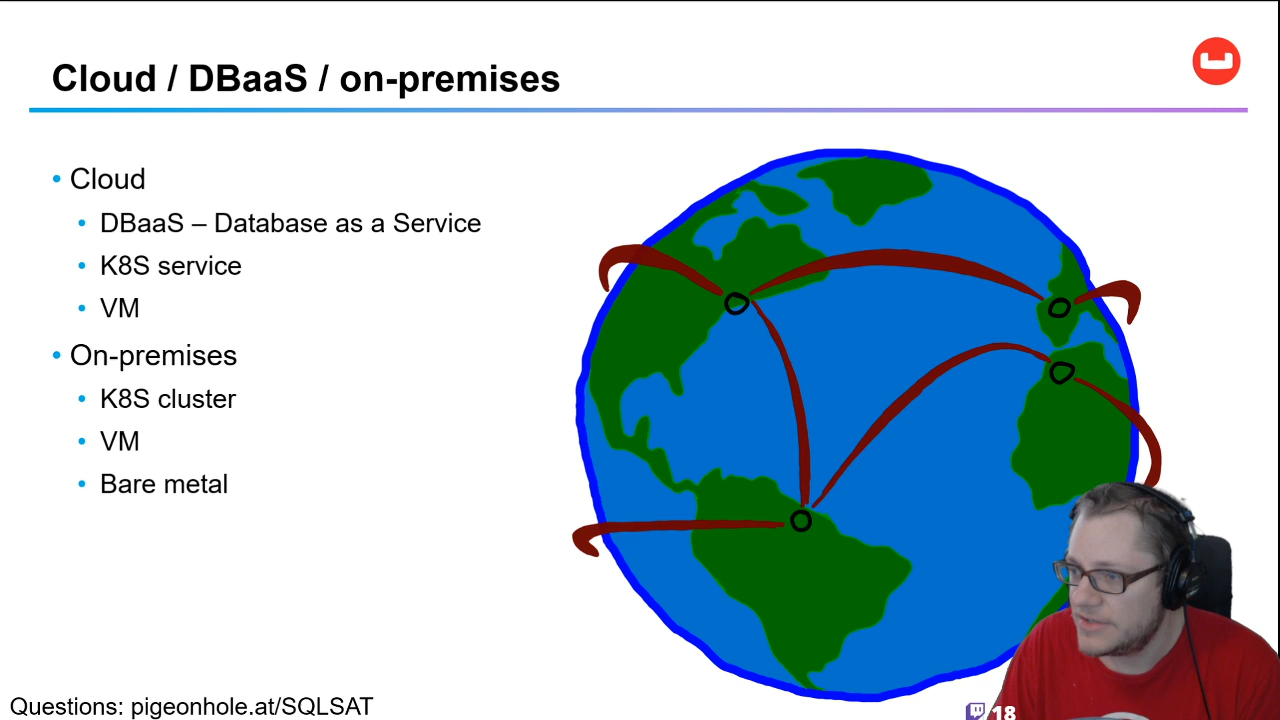 Cloud / DBaaS / on-premises
• Cloud
• DBaaS – Database as a Service
• K8S service
• VM
• On-premises
• K8S cluster
• VM
• Bare metal
Questions: pigeonhole.at/SQLSAT
18